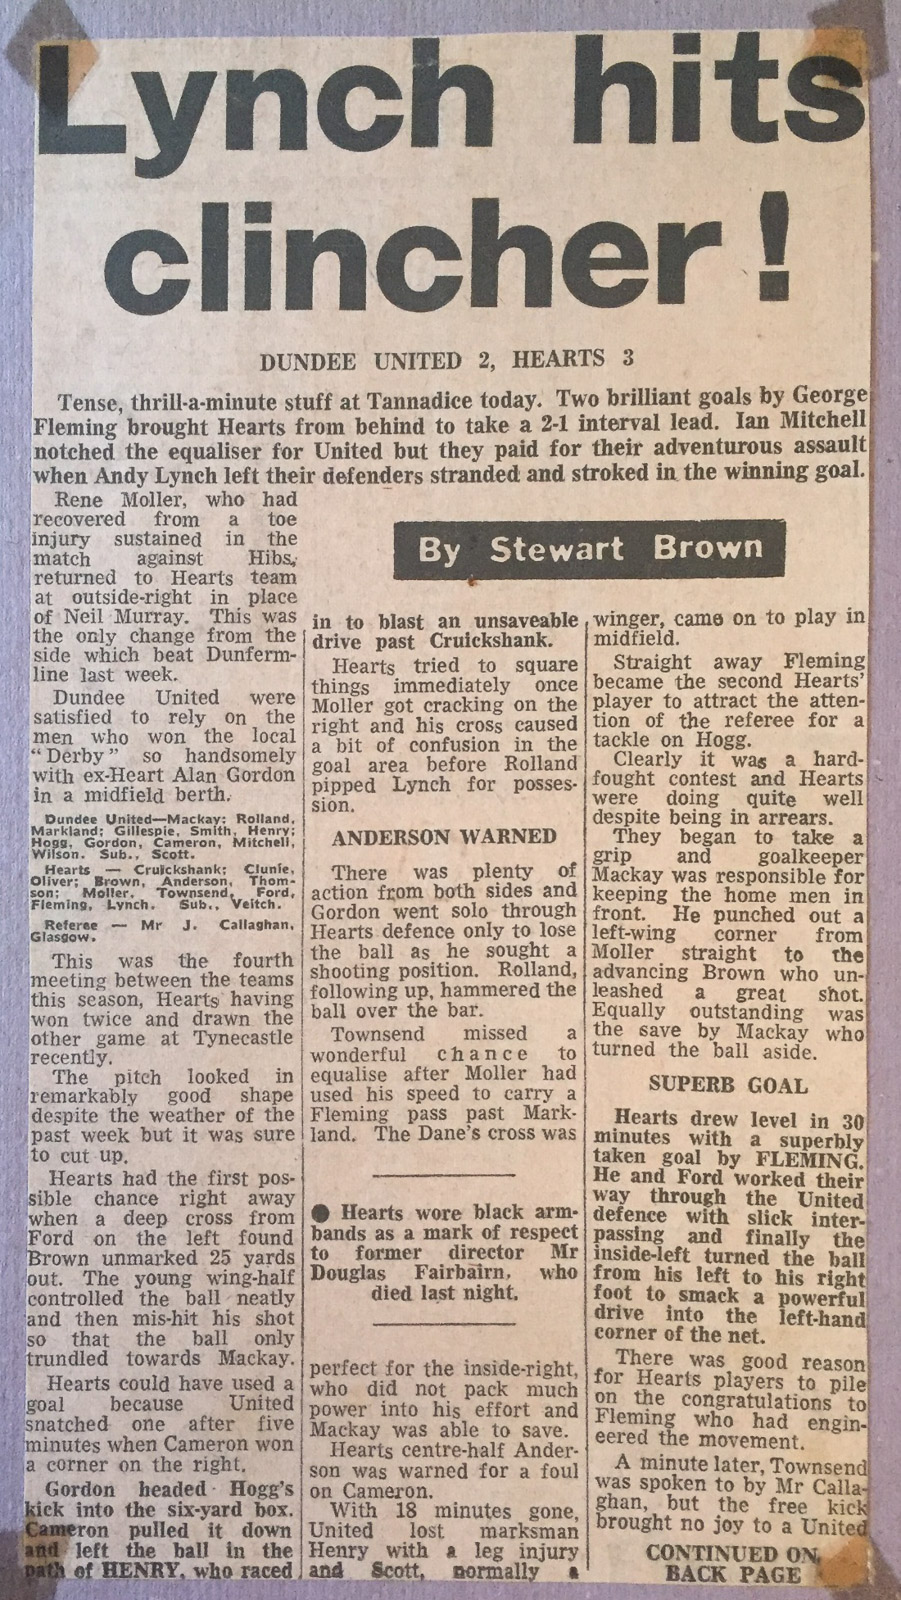 Lynch hits
clincher!
DUNDEE UNITED 2, HEARTS 3
Tense, thrill-a-minute stuff at Tannadice today. Two brilliant goals by George
Fleming brought Hearts from behind to take a 2-1 interval lead. Ian Mitchell
notched the equaliser for United but they paid for their adventurous assault
when Andy Lynch left their defenders stranded and stroked in the winning goal.
By Stewart Brown
Rene Moller, who had
recovered from a toe
injury sustained in the
match against Hibs,
returned to Hearts team
at outside-right in place
of Neil Murray. This was
the only change from the
side which beat Dunferm-
line last week.
Dundee United were
satisfied to rely on the
men who won the local
“Derby” so handsomely
with ex-Heart Alan Gordon
in a midfield berth.
Dundee United—Mackay; Rolland,
Markland; Gillespie, Smith, Henry;
Hogg, Gordon, Cameron, Mitchell,
Wilson. Sub., Scott.
Hearts — Cruickshank; Clunie,
Oliver; Brown, Anderson, Thom-
son; Moller, Townsend, Ford,
Fleming, Lynch. Sub., Veitch.
Referee — Mr J. Callaghan,
Glasgow.
This was the fourth
meeting between the teams
this season, Hearts having
won twice and drawn the
other game at Tynecastle
recently.
The pitch looked in
remarkably good shape
despite the weather of the
past week but it was sure
to cut up.
Hearts had the first pos-
sible chance right away
when a deep cross from
Ford on the left found
Brown unmarked 25 yards
out. The young wing-half
controlled the ball neatly
and then mis-hit his shot
so that the ball only
trundled towards Mackay.
Hearts could have used a
goal because United
snatched one after five
minutes when Cameron won
a corner on the right.
Gordon headed Hogg's
kick into the six-yard box.
Cameron pulled it down
and left the ball in the
path of HENRY, who raced
in to blast an unsaveable
drive past Cruickshank.
Hearts tried to square
things immediately once
Moller got cracking on the
right and his cross caused
a bit of confusion in the
goal area before Rolland
pipped Lynch for posses-
sion.
ANDERSON WARNED
There was plenty of
action from both sides and
Gordon went solo through
Hearts defence only to lose
the ball as he sought a
shooting position. Rolland,
following up, hammered the
ball over the bar.
Townsend missed a
wonderful chance to
equalise after Moller had
used his speed to carry a
Fleming pass past Mark-
land. The Dane's cross was
● Hearts wore black arm-
bands as a mark of respect
to former director Mr
Douglas Fairbairn, who
died last night.
perfect for the inside-right,
who did not pack much
power into his effort and
Mackay was able to save.
Hearts centre-half Ander-
son was warned for a foul
on Cameron.
With 18 minutes gone,
United lost marksman
Henry with a leg injury
and Scott, normally a
winger, came on to play in
midfield.
Straight away Fleming
became the second Hearts'
player to attract the atten-
tion of the referee for a
tackle on Hogg.
Clearly it was a hard-
fought contest and Hearts
were doing quite well
despite being in arrears.
They began to take a
grip and goalkeeper
Mackay was responsible for
keeping the home men in
front. He punched out a
left-wing corner from
Moller straight to the
advancing Brown who un-
leashed a great shot.
Equally outstanding was
the save by Mackay who
turned the ball aside.
SUPERB GOAL
Hearts drew level in 30
minutes with a superbly
taken goal by FLEMING.
He and Ford worked their
way through the United
defence with slick inter-
passing and finally the
inside-left turned the ball
from his left to his right
foot to smack a powerful
drive into the left-hand
corner of the net.
There was good reason
for Hearts players to pile
on the congratulations to
Fleming who had engin-
eered the movement.
A minute later, Townsend
was spoken to by Mr Calla-
ghan, but the free kick
brought no joy to a United
CONTINUED ON
BACK PAGE